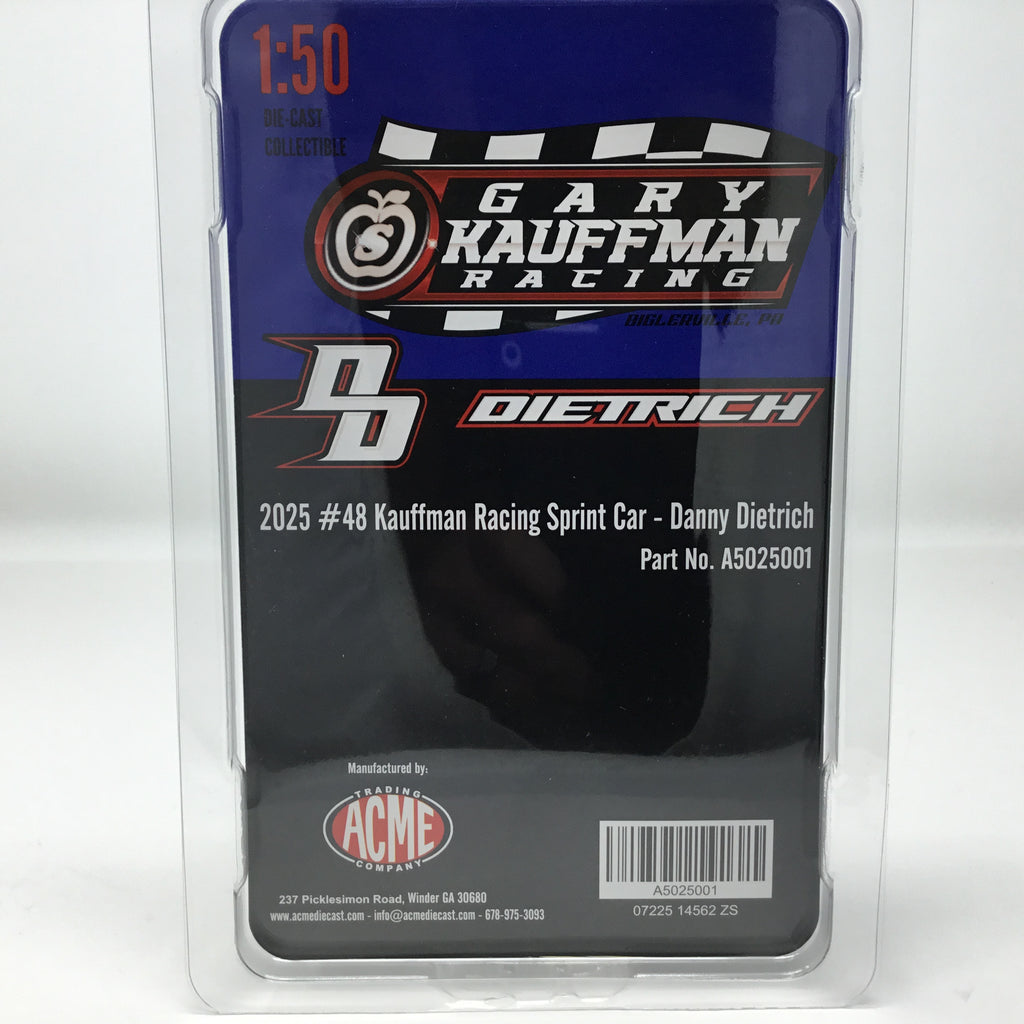 1:50
DIE-CAST
COLLECTIBLE
GARY
S
KAUFFMAN
RACING
BIGLERVILLE, PA
DD
DIETRICH
2025 #48 Kauffman Racing Sprint Car - Danny Dietrich
Part No. A5025001
Manufactured by:
TRADING
ACME
COMPANY
237 Picklesimon Road, Winder GA 30680
www.acmediecast.com - info@acmediecast.com - 678-975-3093
A5025001
07225 14562 ZS